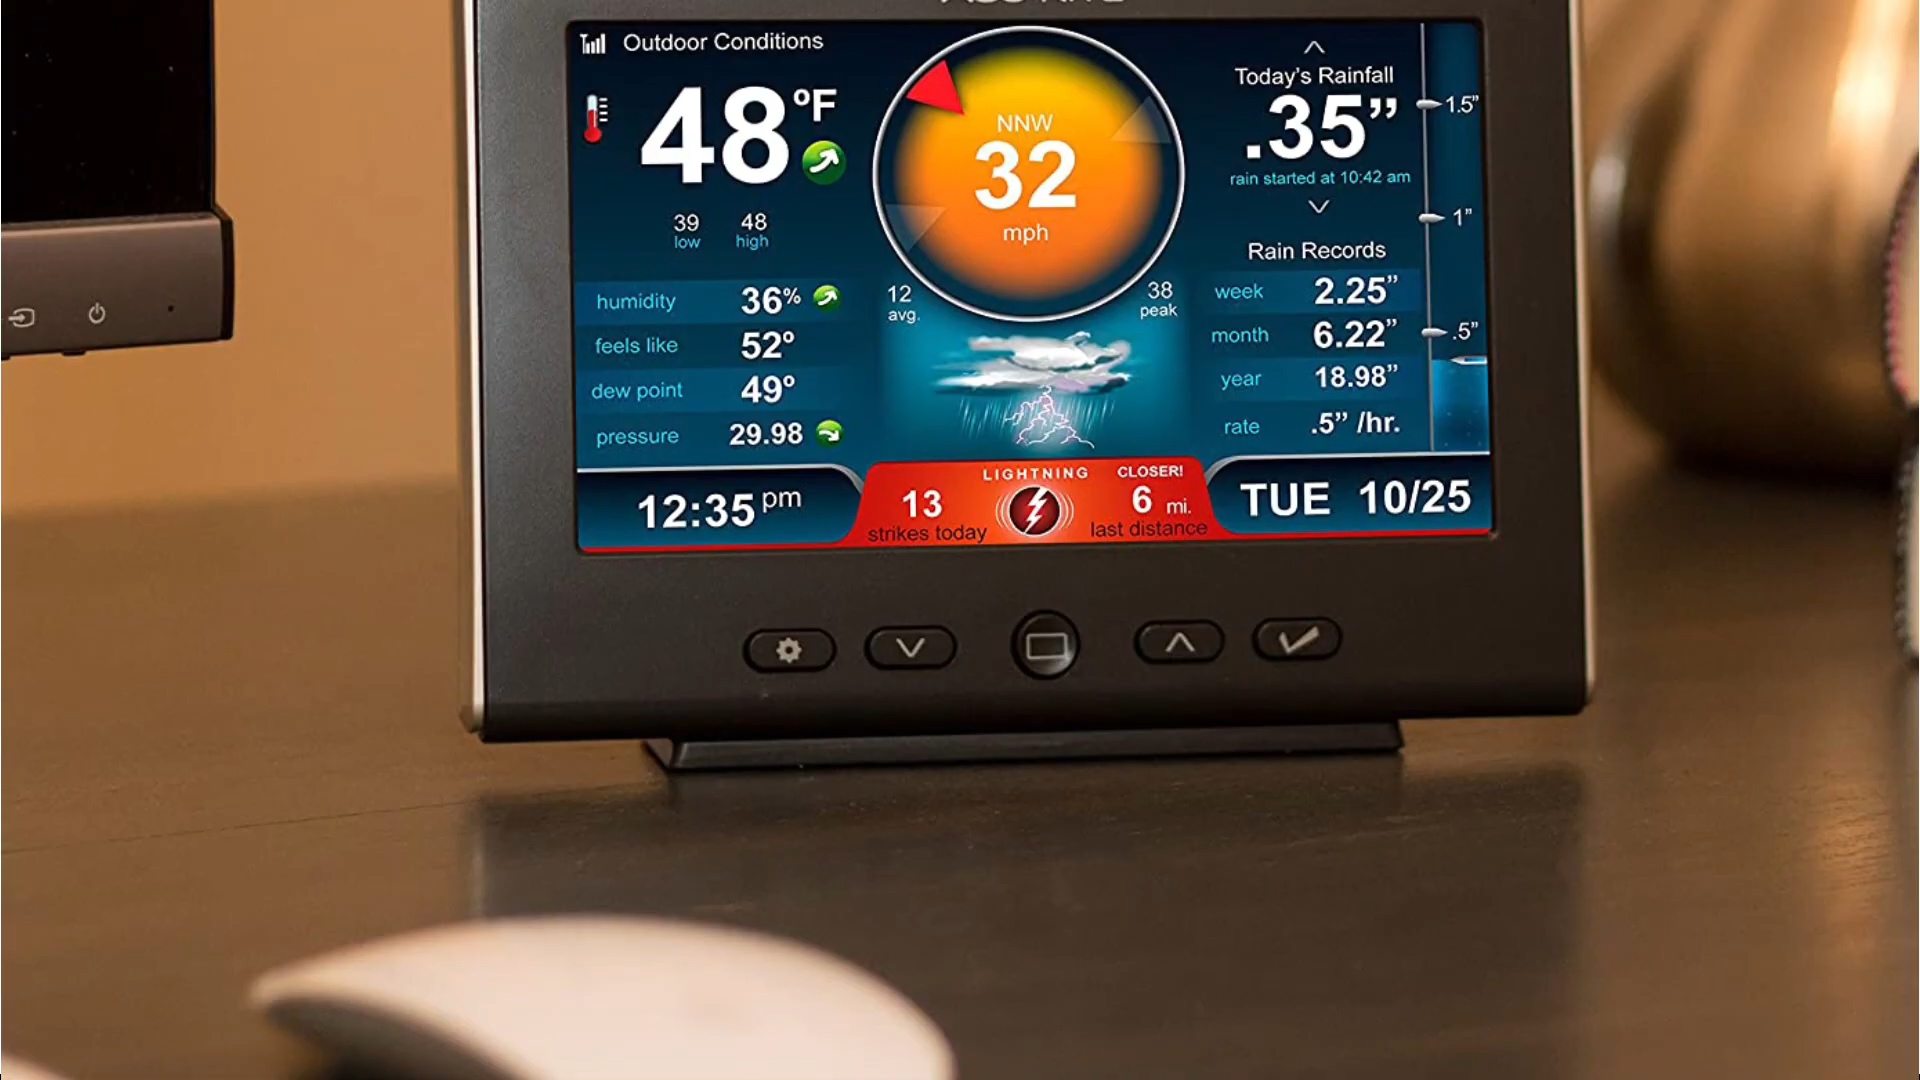 Outdoor Conditions
48 °F
39 low
48 high
humidity 36%
feels like 52°
dew point 49°
pressure 29.98
NNW
32
mph
12 avg.
38 peak
Today's Rainfall
.35”
rain started at 10:42 am
Rain Records
week 2.25”
month 6.22”
year 18.98”
rate .5” /hr.
1.5”
1”
.5”
12:35 pm
LIGHTNING
13
strikes today
CLOSER!
6 mi.
last distance
TUE 10/25